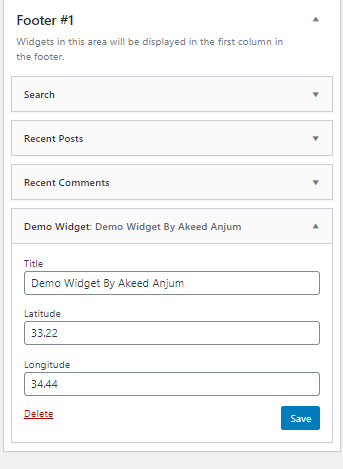 Footer #1
Widgets in this area will be displayed in the first column in
the footer.
Search
Recent Posts
Recent Comments
Demo Widget: Demo Widget By Akeed Anjum
Title
Demo Widget By Akeed Anjum
Latitude
33.22
Longitude
34.44
Delete
Save